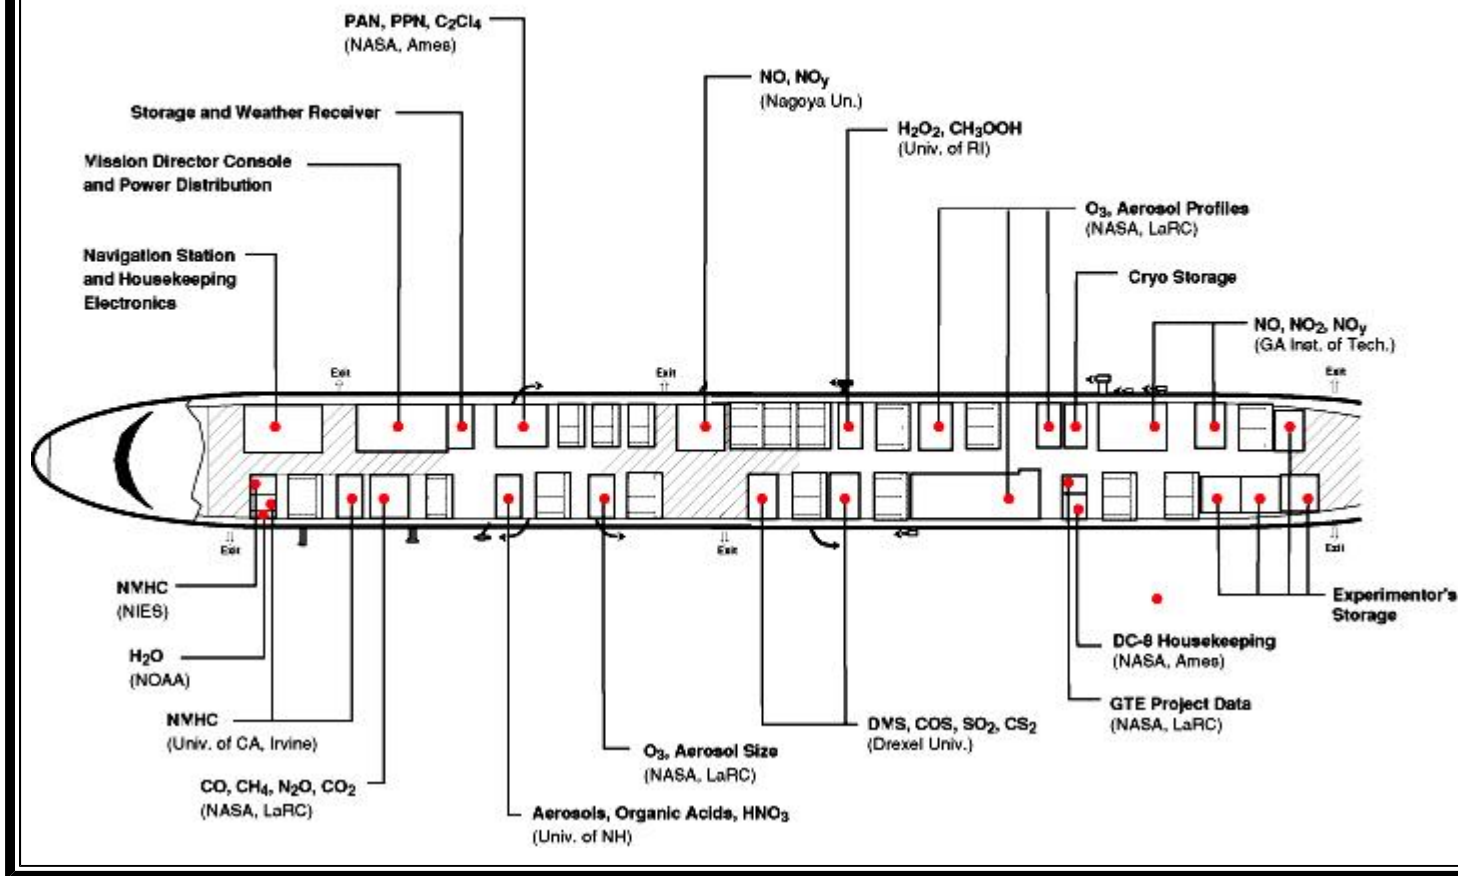 PAN, PPN, C₂Cl₄
(NASA, Ames)
NO, NOy
(Nagoya Un.)
Storage and Weather Receiver
H₂O₂, CH₃OOH
(Univ. of RI)
Mission Director Console
and Power Distribution
O₃, Aerosol Profiles
(NASA, LaRC)
Navigation Station
and Housekeeping
Electronics
Cryo Storage
NO, NO₂, NOy
(GA Inst. of Tech.)
Exit
Exit
Exit
Exit
Exit
Exit
NMHC
(NIES)
Experimentor's
Storage
H₂O
(NOAA)
DC-8 Housekeeping
(NASA, Ames)
NMHC
(Univ. of CA, Irvine)
GTE Project Data
(NASA, LaRC)
DMS, COS, SO₂, CS₂
(Drexel Univ.)
O₃, Aerosol Size
(NASA, LaRC)
CO, CH₄, N₂O, CO₂
(NASA, LaRC)
Aerosols, Organic Acids, HNO₃
(Univ. of NH)